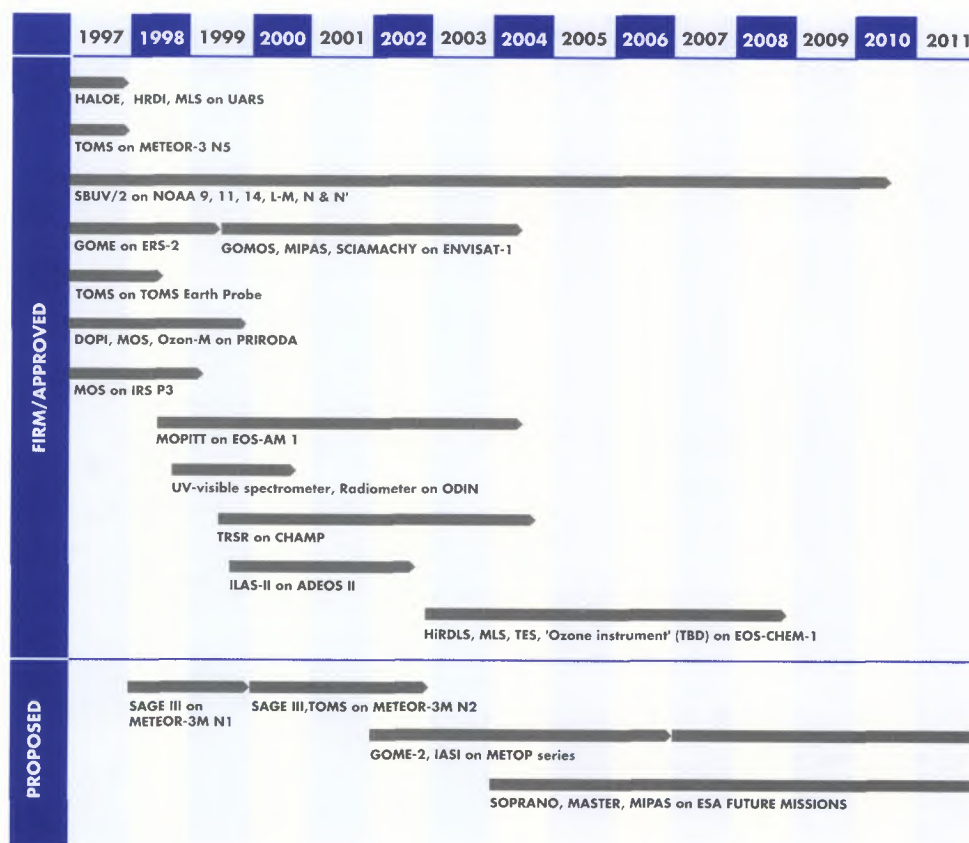 1997 1998 1999 2000 2001 2002 2003 2004 2005 2006 2007 2008 2009 2010 2011
FIRM/APPROVED
HALOE, HRDI, MLS on UARS
TOMS on METEOR-3 N5
SBUV/2 on NOAA 9, 11, 14, L-M, N & N'
GOME on ERS-2
GOMOS, MIPAS, SCIAMACHY on ENVISAT-1
TOMS on TOMS Earth Probe
DOPI, MOS, Ozon-M on PRIRODA
MOS on IRS P3
MOPITT on EOS-AM 1
UV-visible spectrometer, Radiometer on ODIN
TRSR on CHAMP
ILAS-II on ADEOS II
HiRDLS, MLS, TES, 'Ozone instrument' (TBD) on EOS-CHEM-1
PROPOSED
SAGE III on
METEOR-3M N1
SAGE III,TOMS on METEOR-3M N2
GOME-2, IASI on METOP series
SOPRANO, MASTER, MIPAS on ESA FUTURE MISSIONS